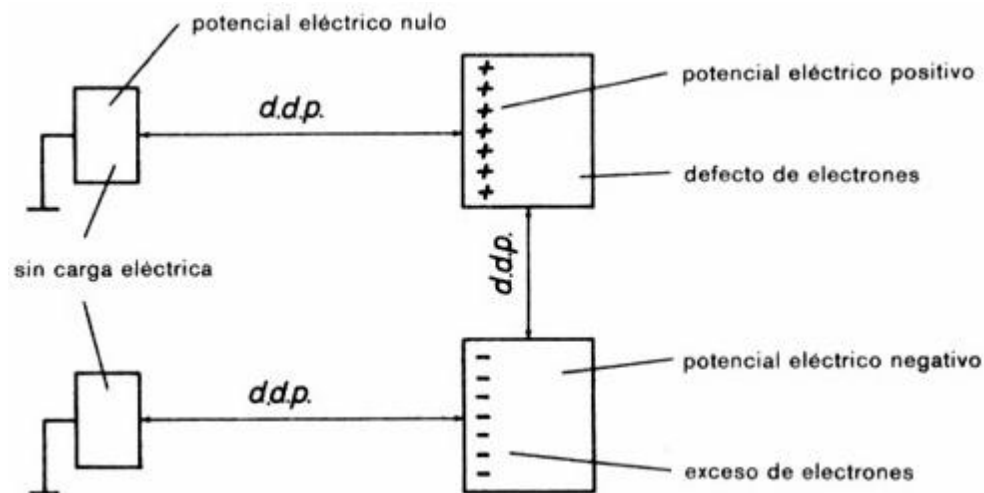 potencial eléctrico nulo
d.d.p.
potencial eléctrico positivo
defecto de electrones
sin carga eléctrica
d.d.p.
potencial eléctrico negativo
d.d.p.
exceso de electrones